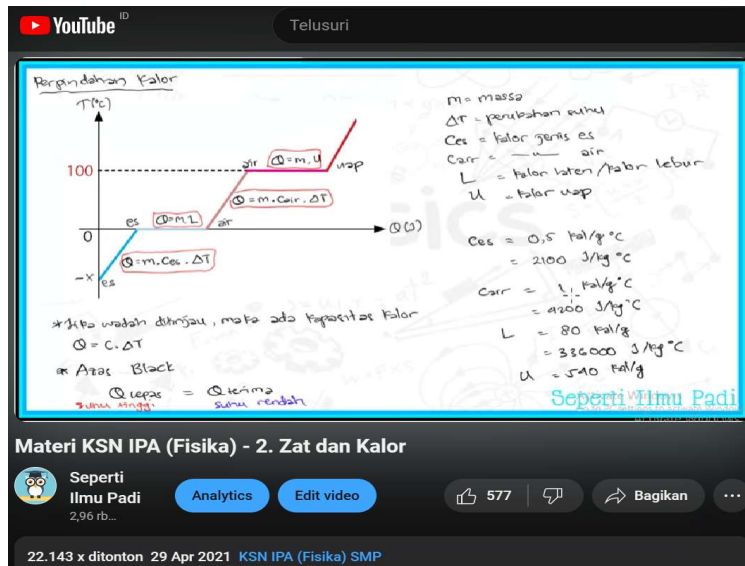 YouTube ID
Telusuri
Perpindahan Kalor
T(°C)
100
0
-x
es
es
air
air
uap
Q=m.Ces.ΔT
Q=m.L
Q=m.Cair.ΔT
Q=m.U
Q(J)
*Jika wadah ditinjau, maka ada kapasitas kalor
Q=C.ΔT
* Azas Black
Qlepas = Qterima
suhu tinggi suhu rendah
m= massa
ΔT = perubahan suhu
Ces = kalor jenis es
Cair = —"— air
L = kalor laten/kalor lebur
U = kalor uap
Ces = 0,5 kal/g°C
= 2100 J/kg°C
Cair = 1 kal/g°C
= 4200 J/kg°C
L = 80 kal/g
= 336000 J/kg°C
U = 540 kal/g
Seperti Ilmu Padi
Materi KSN IPA (Fisika) - 2. Zat dan Kalor
Seperti
Ilmu Padi
2,96 rb...
Analytics
Edit video
577
Bagikan
...
22.143 x ditonton 29 Apr 2021 KSN IPA (Fisika) SMP